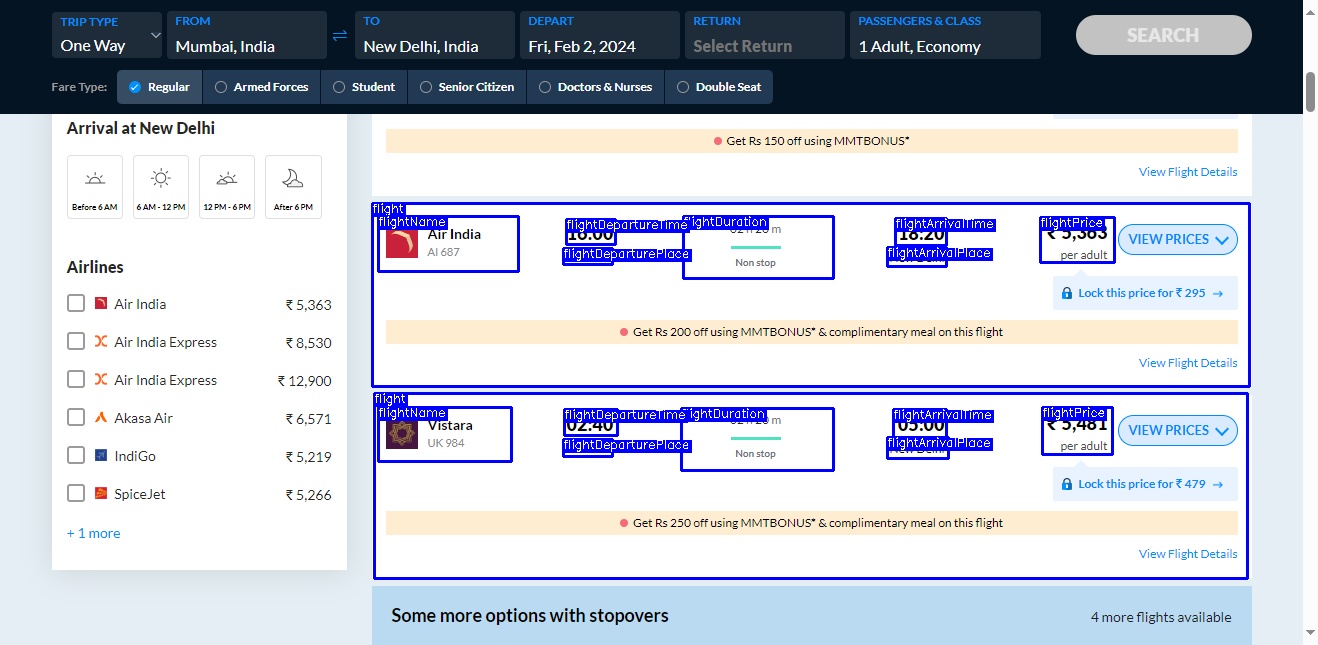 TRIP TYPE
One Way
FROM
Mumbai, India
TO
New Delhi, India
DEPART
Fri, Feb 2, 2024
RETURN
Select Return
PASSENGERS & CLASS
1 Adult, Economy
SEARCH
Fare Type:
Regular
Armed Forces
Student
Senior Citizen
Doctors & Nurses
Double Seat
Arrival at New Delhi
Before 6 AM
6 AM - 12 PM
12 PM - 6 PM
After 6 PM
Airlines
Air India ₹ 5,363
Air India Express ₹ 8,530
Air India Express ₹ 12,900
Akasa Air ₹ 6,571
IndiGo ₹ 5,219
SpiceJet ₹ 5,266
+ 1 more
Get Rs 150 off using MMTBONUS*
View Flight Details
flight
flightName
Air India
AI 687
flightDepartureTime
16:00
flightDeparturePlace
flightDuration
Non stop
flightArrivalTime
18:20
flightArrivalPlace
flightPrice
₹ 5,363
per adult
VIEW PRICES
Lock this price for ₹ 295 →
Get Rs 200 off using MMTBONUS* & complimentary meal on this flight
View Flight Details
flight
flightName
Vistara
UK 984
flightDepartureTime
02:40
flightDeparturePlace
flightDuration
Non stop
flightArrivalTime
05:00
flightArrivalPlace
New Delhi
flightPrice
₹ 5,481
per adult
VIEW PRICES
Lock this price for ₹ 479 →
Get Rs 250 off using MMTBONUS* & complimentary meal on this flight
View Flight Details
Some more options with stopovers
4 more flights available